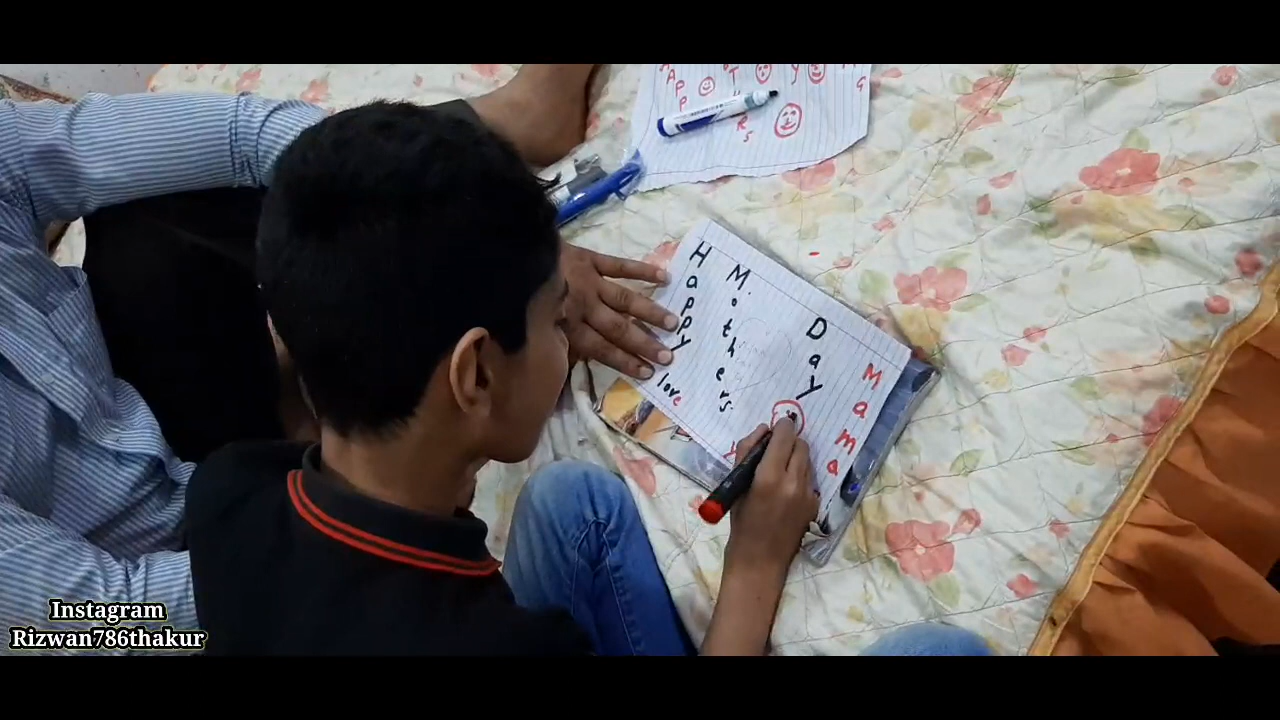 H
A
P
P
T
U
R
S
Y
G
Happy
Mothers
Day
Mama
love
Instagram
Rizwan786thakur